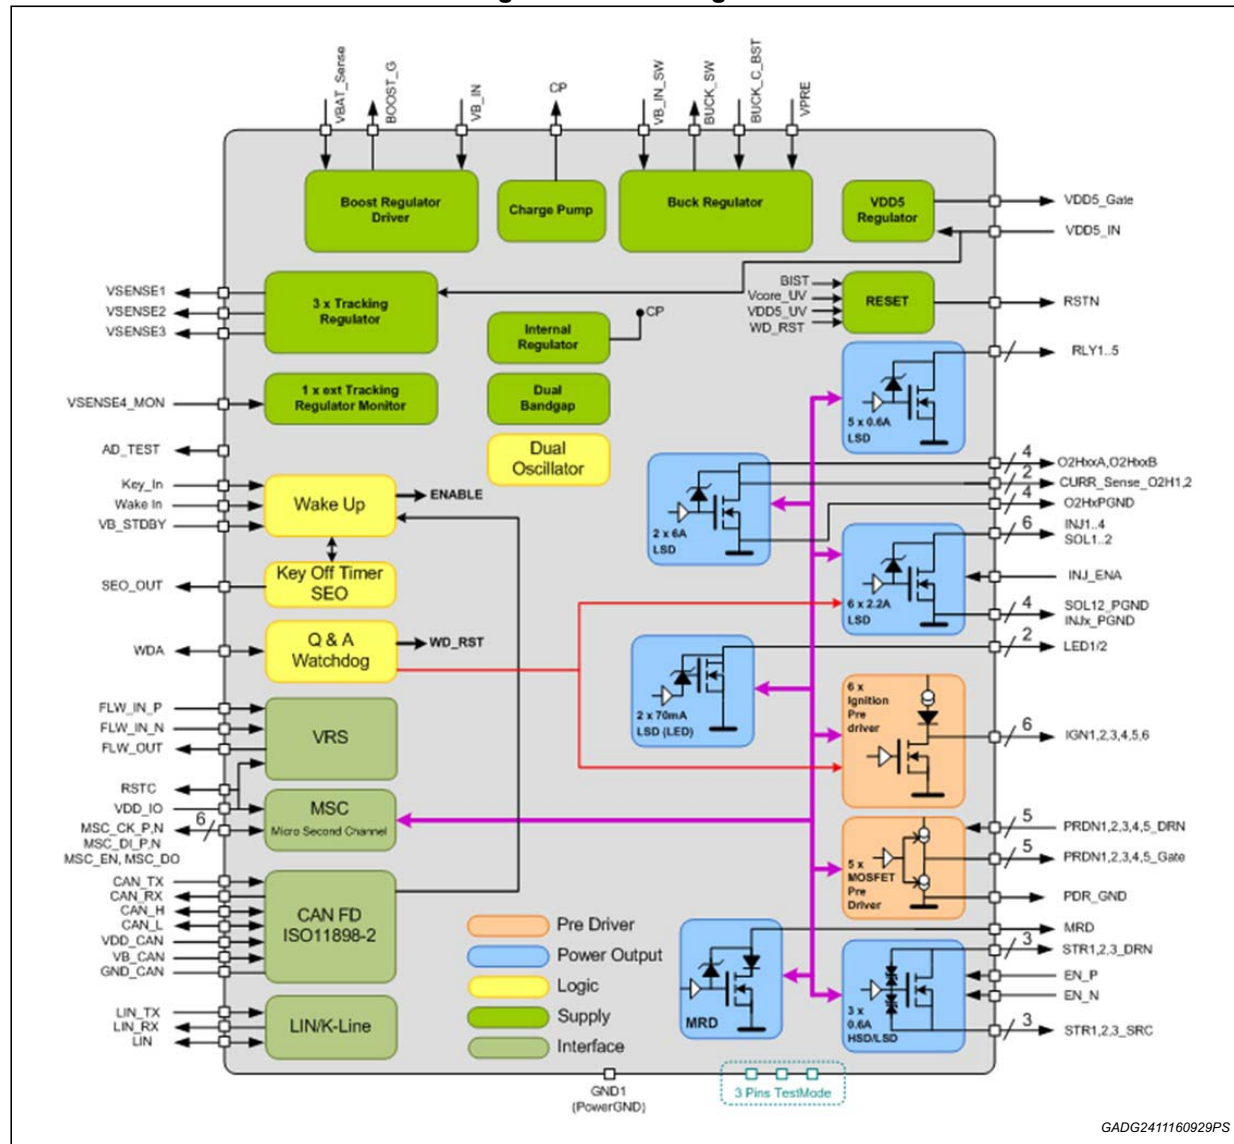 VBAT_Sense
BOOST_G
VB_IN
CP
VB_IN_SW
BUCK_SW
BUCK_C_BST
VPRE
Boost Regulator
Driver
Charge Pump
Buck Regulator
VDD5
Regulator
VDD5_Gate
VDD5_IN
VSENSE1
VSENSE2
VSENSE3
3 x Tracking
Regulator
Internal
Regulator
CP
BIST
Vcore_UV
VDD5_UV
WD_RST
RESET
RSTN
VSENSE4_MON
1 x ext Tracking
Regulator Monitor
Dual
Bandgap
5 x 0.6A
LSD
RLY1..5
AD_TEST
Dual
Oscillator
Key_In
Wake In
VB_STDBY
Wake Up
ENABLE
2 x 6A
LSD
4
O2HxxA,O2HxxB
2
CURR_Sense_O2H1,2
4
O2HxPGND
SEO_OUT
Key Off Timer
SEO
6 x 2.2A
LSD
6
INJ1..4
SOL1..2
INJ_ENA
4
SOL12_PGND
INJx_PGND
WDA
Q & A
Watchdog
WD_RST
2 x 70mA
LSD (LED)
2
LED1/2
FLW_IN_P
FLW_IN_N
FLW_OUT
VRS
6 x
Ignition
Pre
driver
6
IGN1,2,3,4,5,6
RSTC
VDD_IO
6
MSC_CK_P,N
MSC_DI_P,N
MSC_EN, MSC_DO
MSC
Micro Second Channel
5 x
MOSFET
Pre
Driver
5
PRDN1,2,3,4,5_DRN
5
PRDN1,2,3,4,5_Gate
PDR_GND
CAN_TX
CAN_RX
CAN_H
CAN_L
VDD_CAN
VB_CAN
GND_CAN
CAN FD
ISO11898-2
Pre Driver
Power Output
Logic
Supply
Interface
MRD
MRD
3 x
0.6A
HSD/LSD
3
STR1,2,3_DRN
EN_P
EN_N
3
STR1,2,3_SRC
LIN_TX
LIN_RX
LIN
LIN/K-Line
GND1
(PowerGND)
3 Pins TestMode
GADG2411160929PS